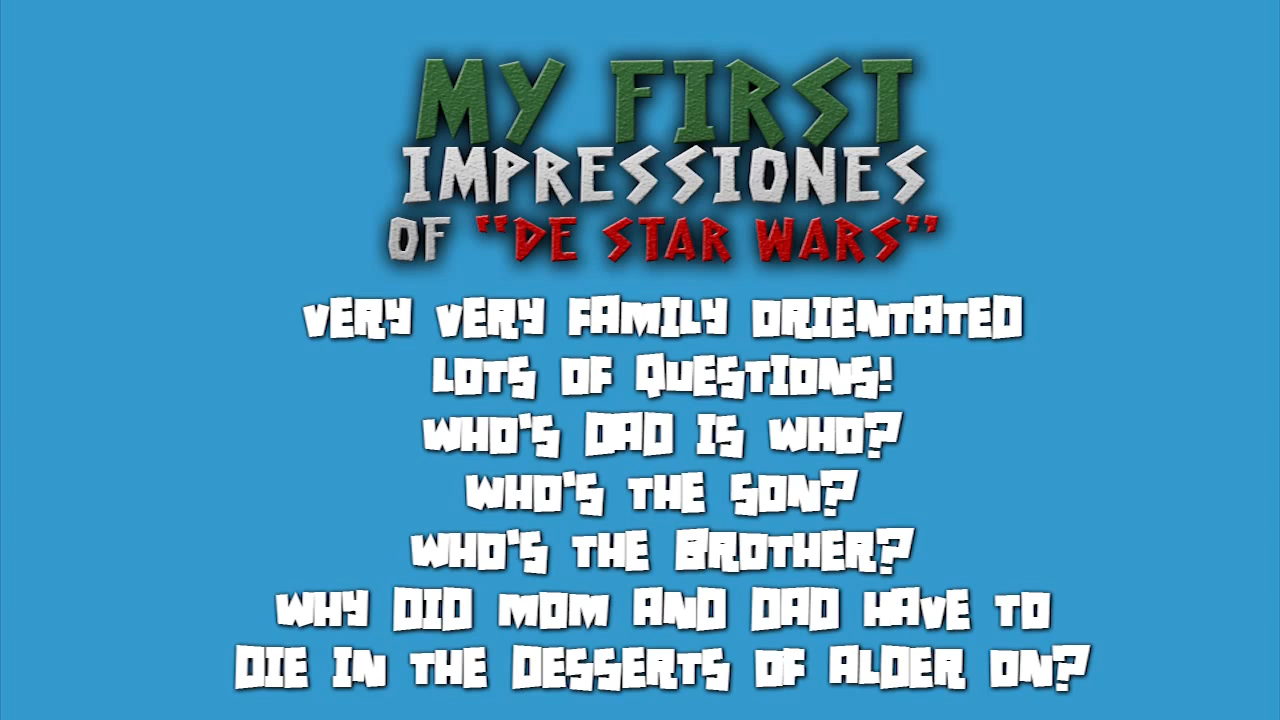 MY FIRST
IMPRESSIONES
OF "DE STAR WARS"
VERY VERY FAMILY ORIENTATED
LOTS OF QUESTIONS!
WHO'S DAD IS WHO?
WHO'S THE SON?
WHO'S THE BROTHER?
WHY DID MOM AND DAD HAVE TO
DIE IN THE DESSERTS OF ALDER ON?